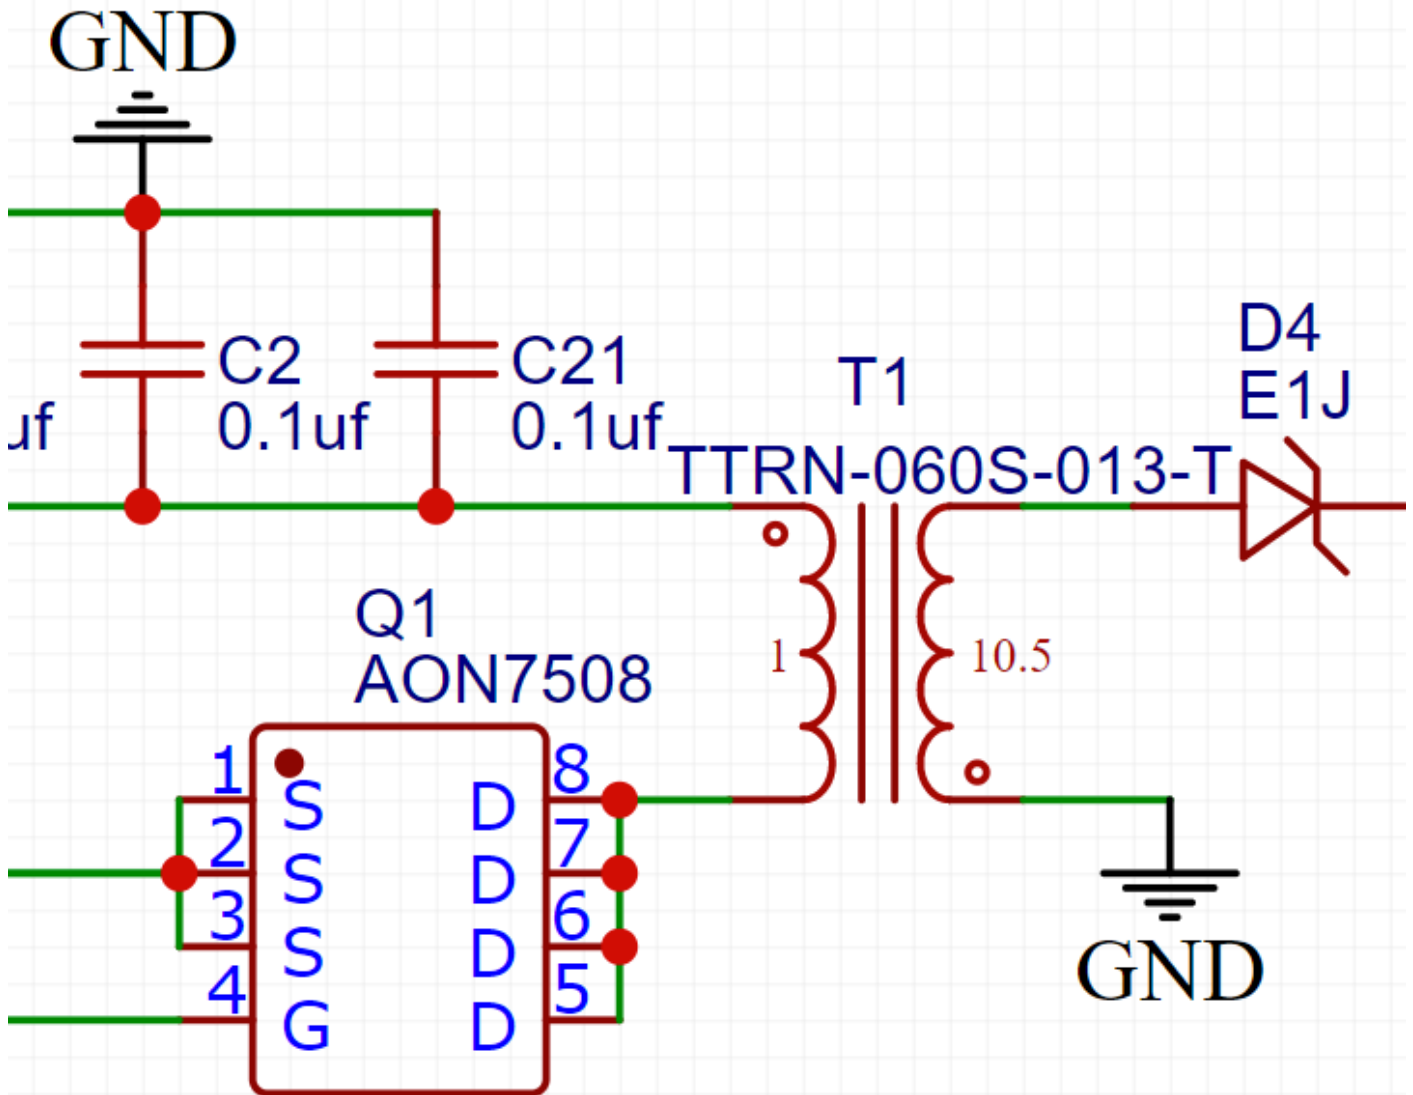 GND
C2
0.1uf
C21
0.1uf
uf
T1
TTRN-060S-013-T
D4
E1J
1
10.5
Q1
AON7508
1 S D 8
2 S D 7
3 S D 6
4 G D 5
GND